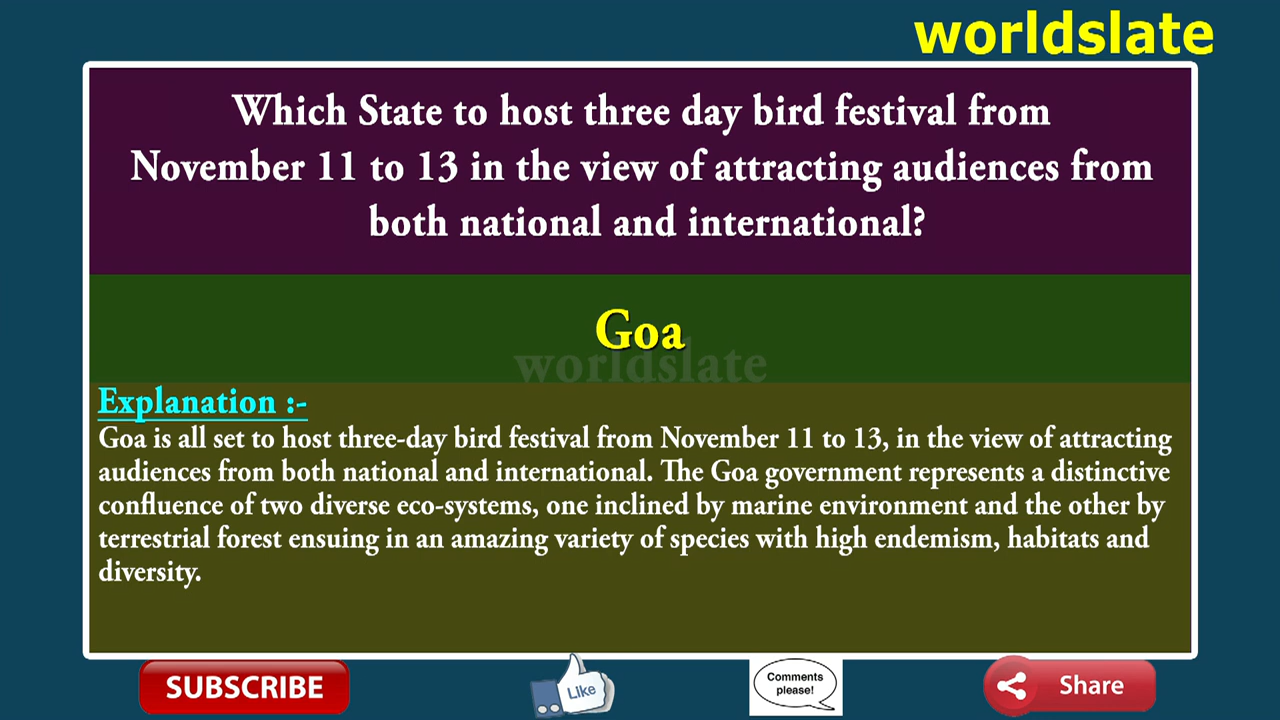 worldslate
Which State to host three day bird festival from
November 11 to 13 in the view of attracting audiences from
both national and international?
Goa
worldslate
Explanation :-
Goa is all set to host three-day bird festival from November 11 to 13, in the view of attracting
audiences from both national and international. The Goa government represents a distinctive
confluence of two diverse eco-systems, one inclined by marine environment and the other by
terrestrial forest ensuing in an amazing variety of species with high endemism, habitats and
diversity.
SUBSCRIBE
Like
Comments
please!
Share